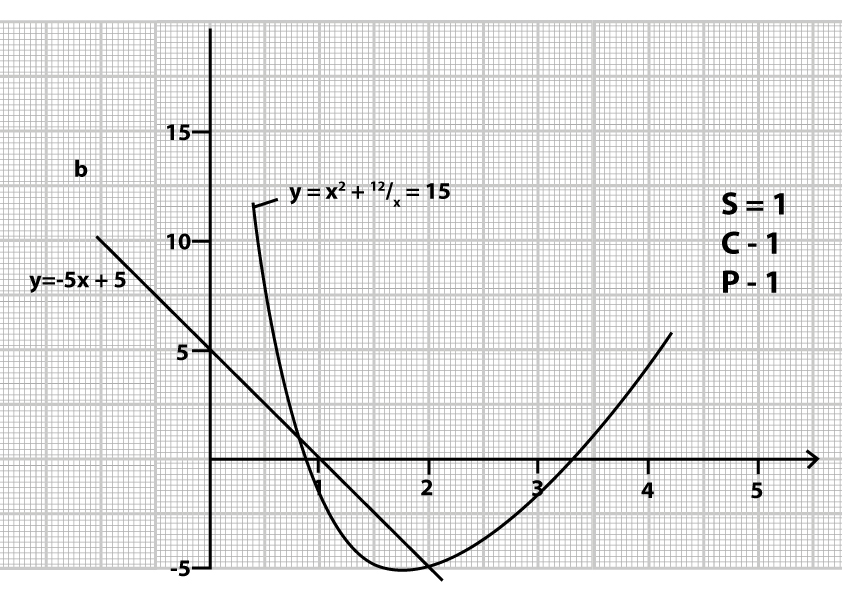 15
b
y = x² + ¹²/ₓ = 15
S = 1
10
C - 1
y=-5x + 5
P - 1
5
1
2
3
4
5
-5